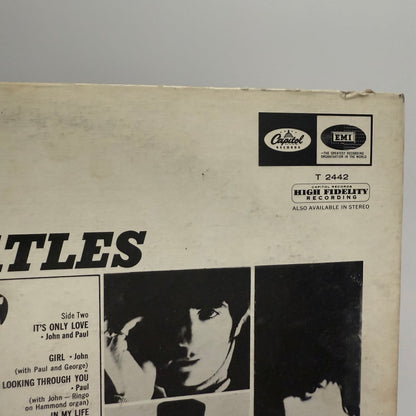 Capitol
RECORDS
EMI
•THE GREATEST RECORDING
ORGANISATION IN THE WORLD
T 2442
CAPITOL RECORDS
HIGH FIDELITY
RECORDING
ALSO AVAILABLE IN STEREO
TLES
Side Two
IT'S ONLY LOVE
• John and Paul
GIRL • John
(with Paul and George)
LOOKING THROUGH YOU
• Paul
(with John - Ringo
on Hammond organ)
IN MY LIFE